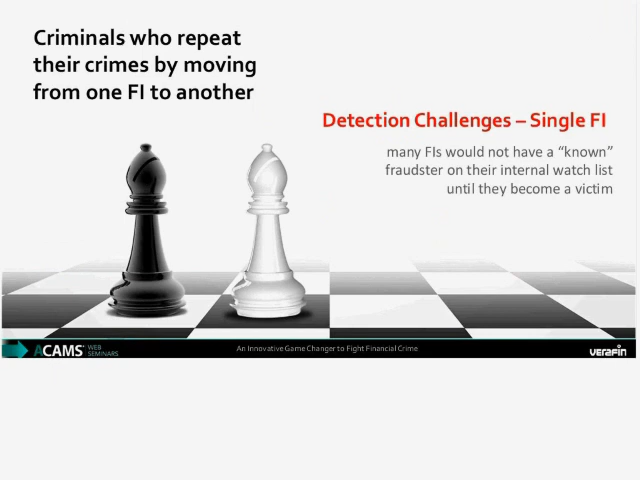 Criminals who repeat
their crimes by moving
from one FI to another
Detection Challenges – Single FI
many FIs would not have a “known”
fraudster on their internal watch list
until they become a victim
ACAMS® WEB
SEMINARS
An Innovative Game Changer to Fight Financial Crime
verafin